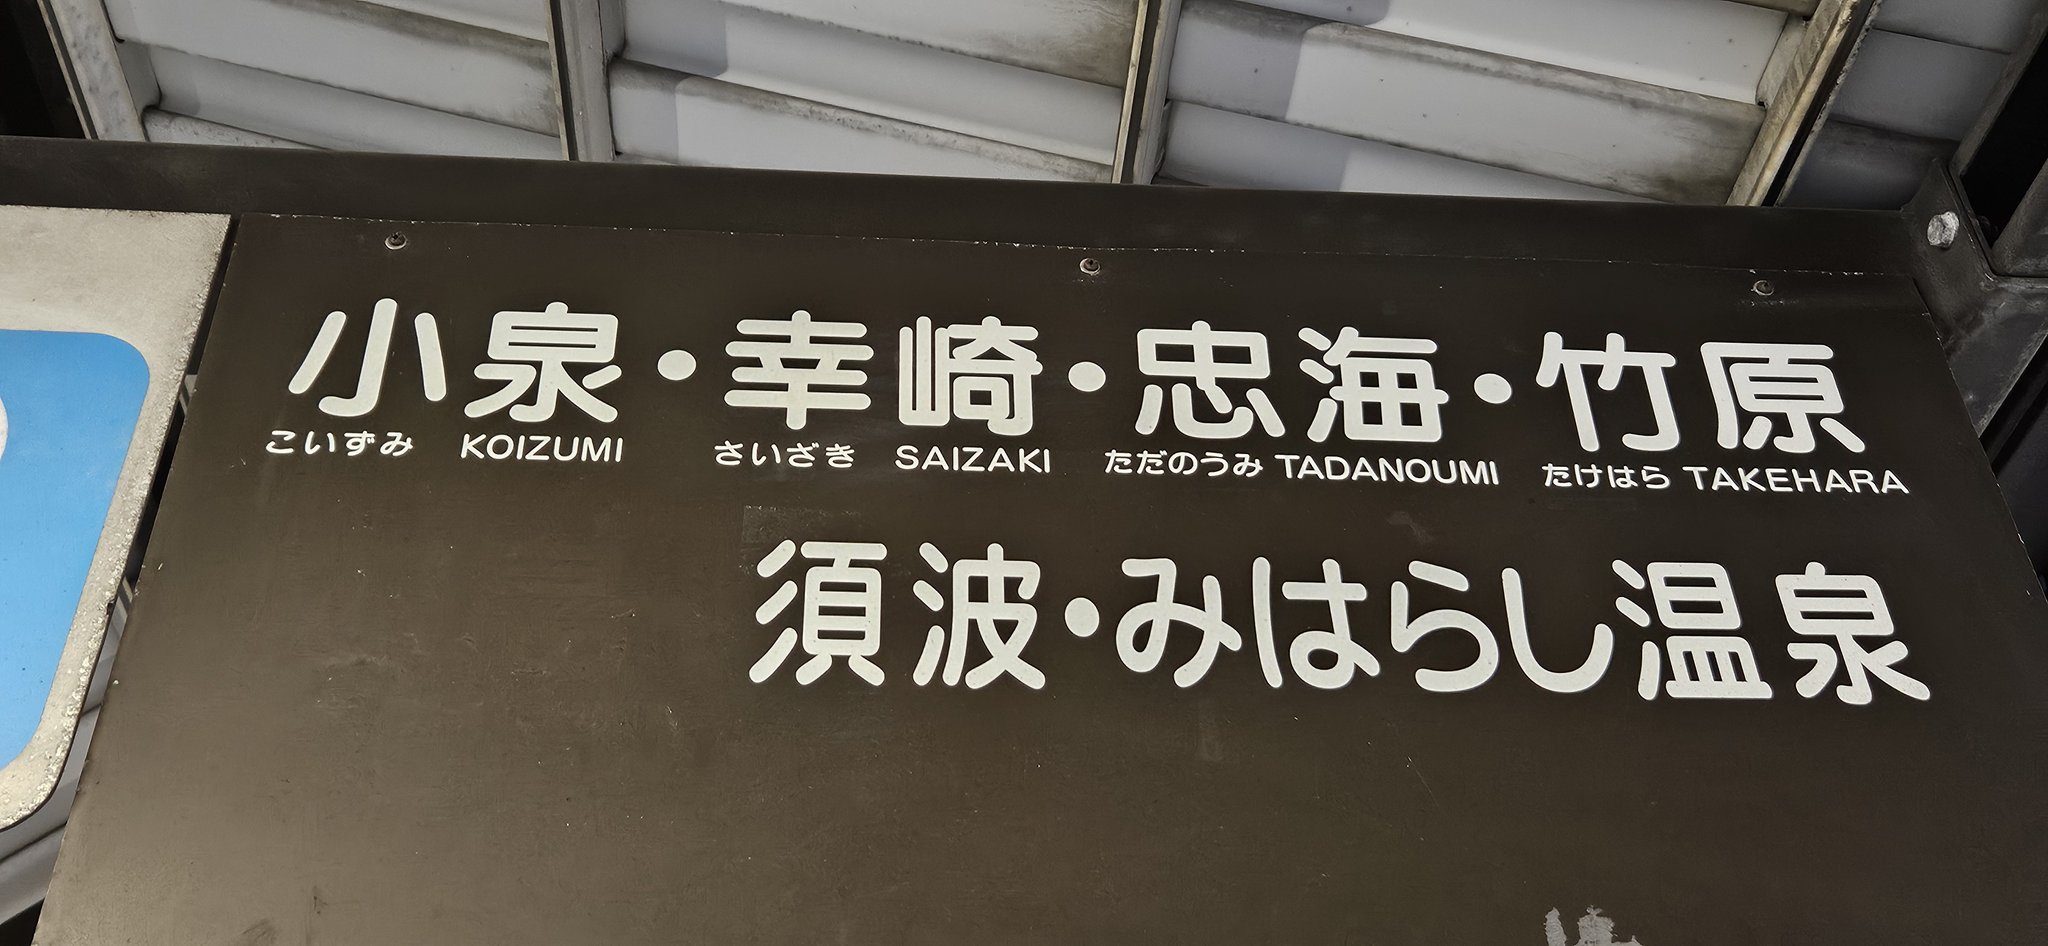 小泉・幸崎・忠海・竹原
こいずみ KOIZUMI さいざき SAIZAKI ただのうみ TADANOUMI たけはら TAKEHARA
須波・みはらし温泉